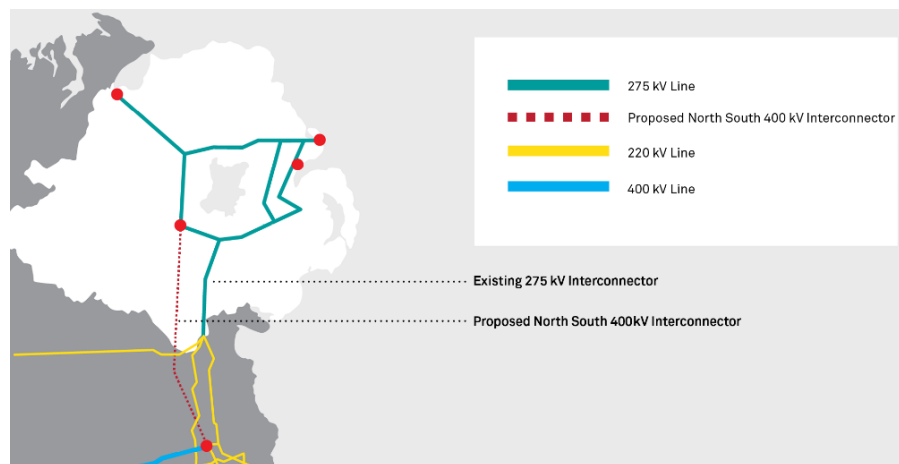 275 kV Line
Proposed North South 400 kV Interconnector
220 kV Line
400 kV Line
Existing 275 kV Interconnector
Proposed North South 400kV Interconnector